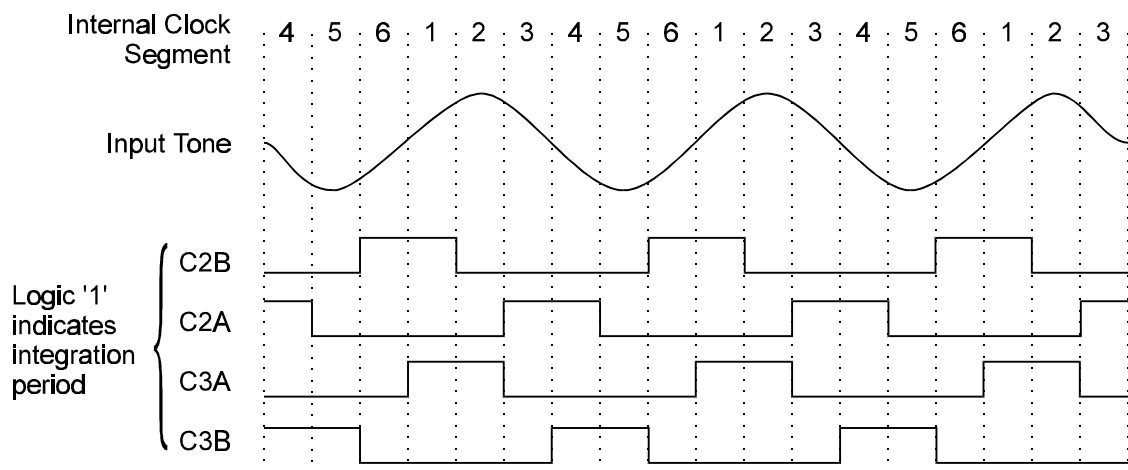 Internal Clock
Segment
4 5 6 1 2 3 4 5 6 1 2 3 4 5 6 1 2 3
Input Tone
Logic '1'
indicates
integration
period
C2B
C2A
C3A
C3B